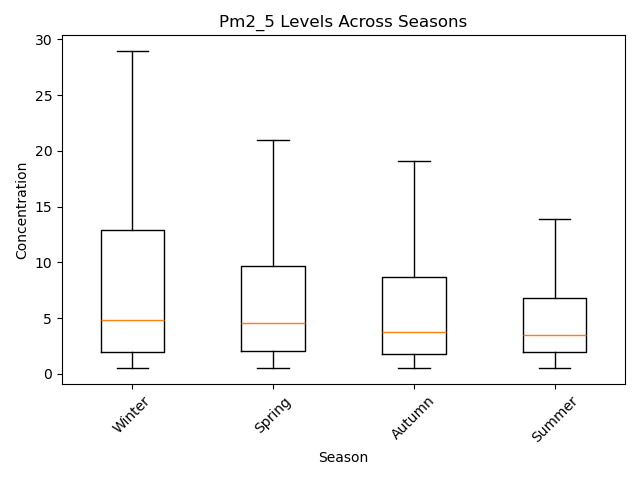 Pm2_5 Levels Across Seasons
30
25
20
15
10
5
0
Concentration
Winter
Spring
Autumn
Summer
Season